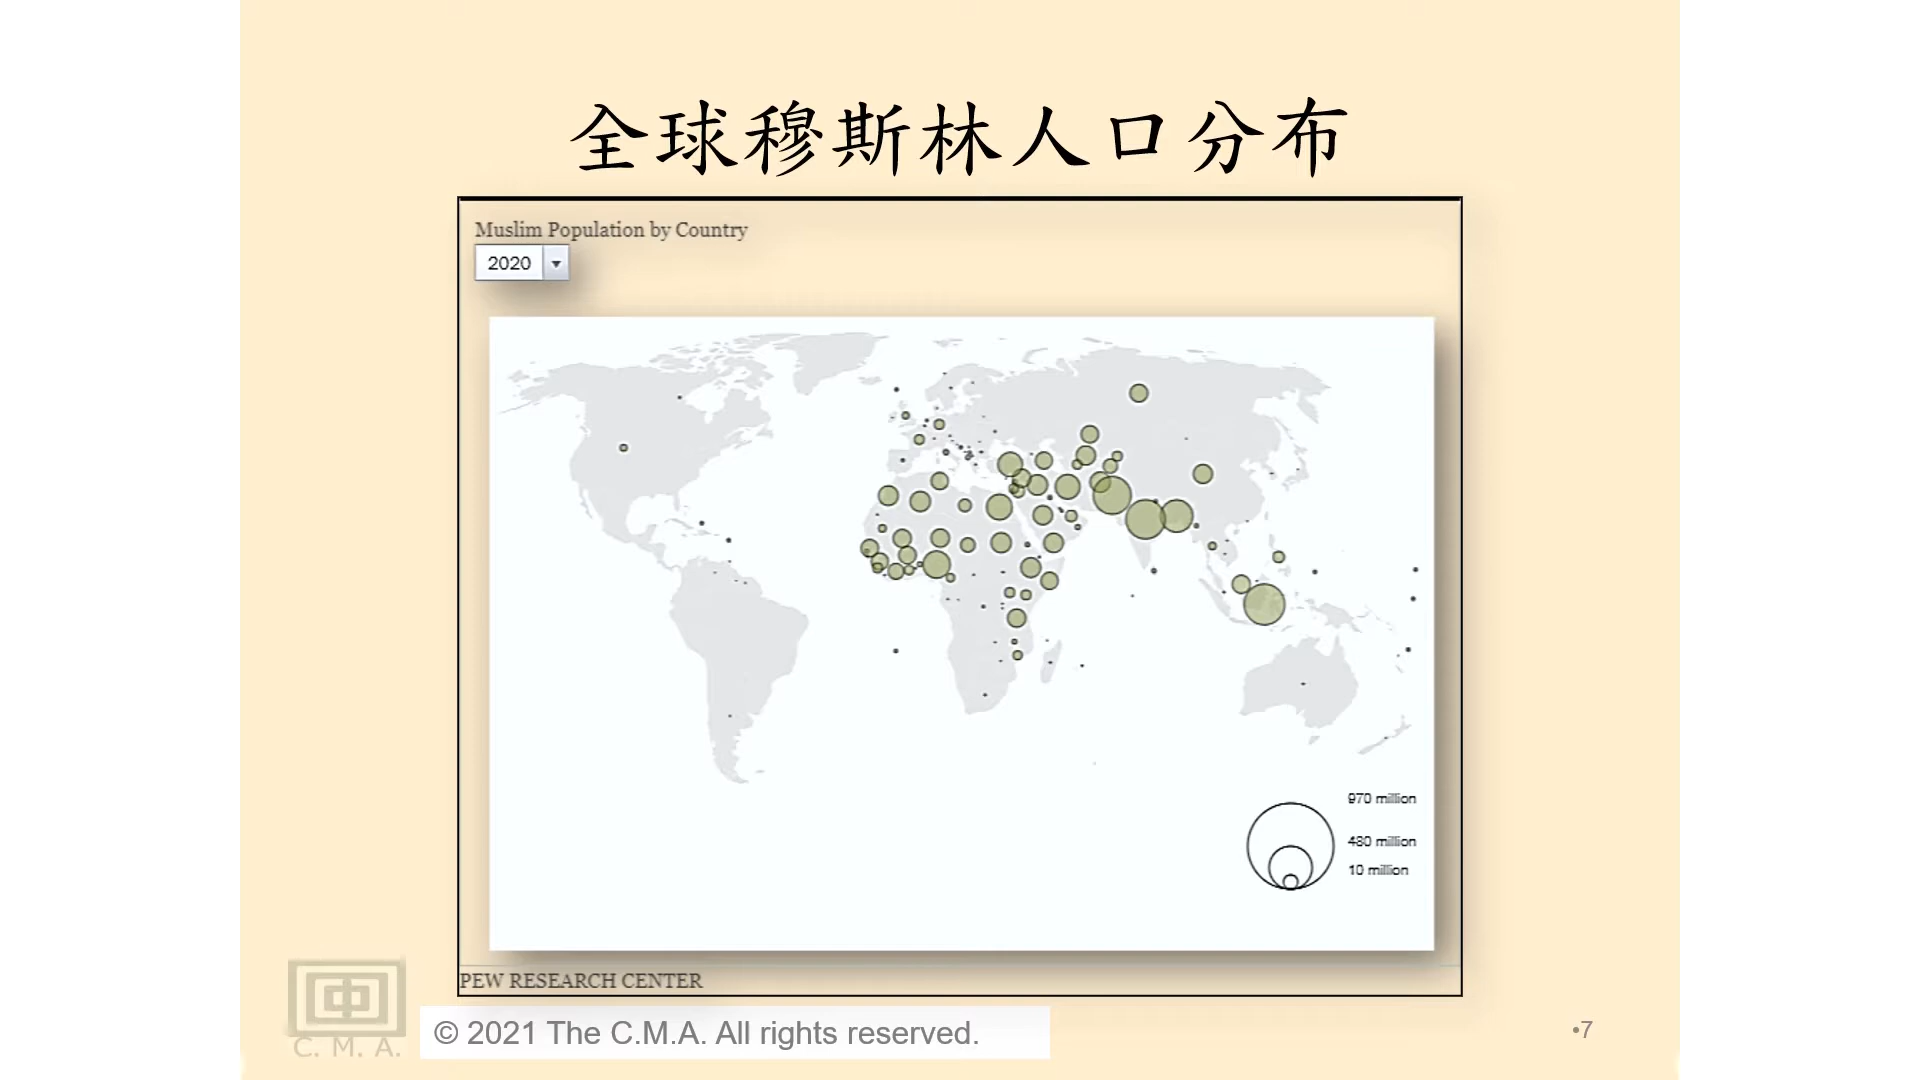 全球穆斯林人口分布
Muslim Population by Country
2020
970 million
480 million
10 million
PEW RESEARCH CENTER
中
C. M. A.
© 2021 The C.M.A. All rights reserved.
•7